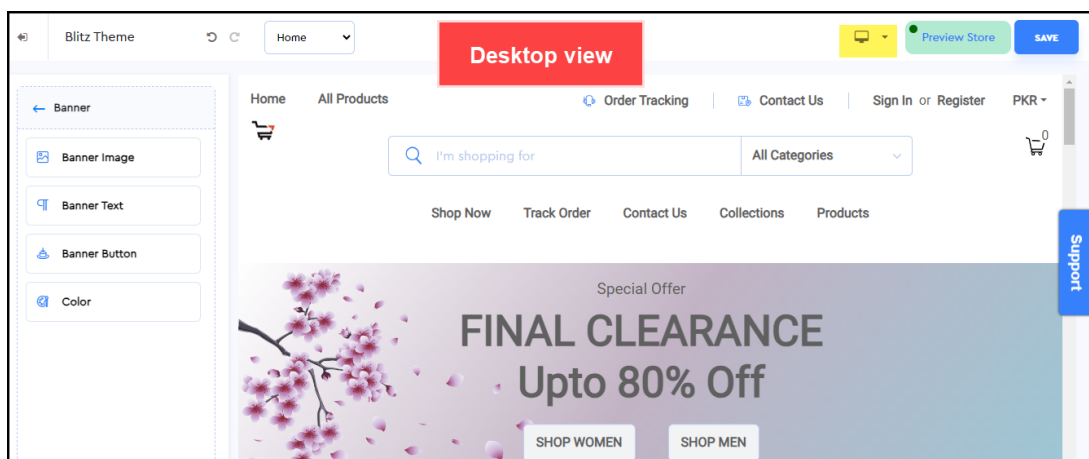 Blitz Theme
Home
Desktop view
Preview Store
SAVE
Banner
Banner Image
Banner Text
Banner Button
Color
Home All Products Order Tracking Contact Us Sign In or Register PKR
0
I'm shopping for All Categories
Shop Now Track Order Contact Us Collections Products
Support
Special Offer
FINAL CLEARANCE
Upto 80% Off
SHOP WOMEN SHOP MEN